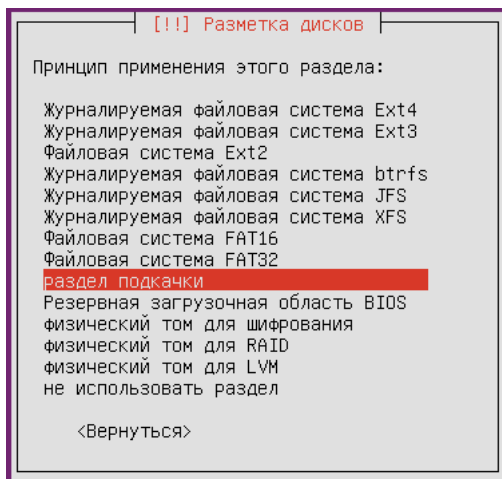 [!!] Разметка дисков
Принцип применения этого раздела:
Журналируемая файловая система Ext4
Журналируемая файловая система Ext3
Файловая система Ext2
Журналируемая файловая система btrfs
Журналируемая файловая система JFS
Журналируемая файловая система XFS
Файловая система FAT16
Файловая система FAT32
раздел подкачки
Резервная загрузочная область BIOS
физический том для шифрования
физический том для RAID
физический том для LVM
не использовать раздел
<Вернуться>